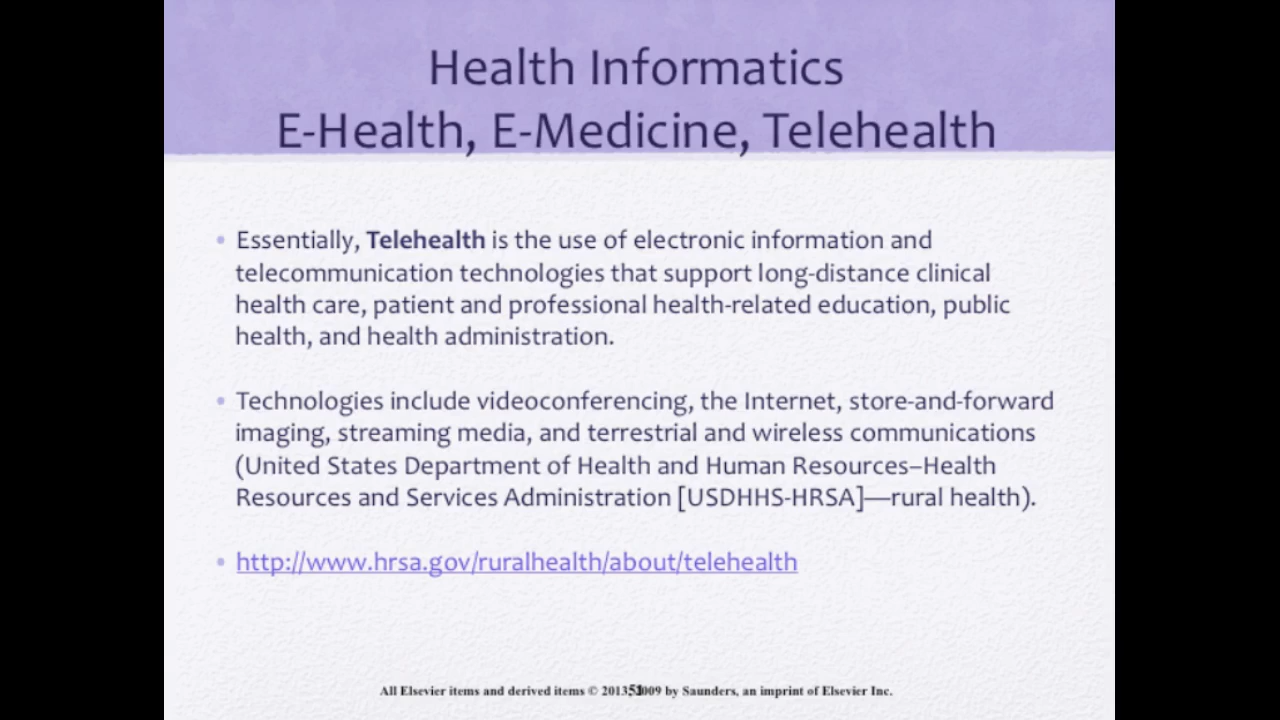 Health Informatics
E-Health, E-Medicine, Telehealth
• Essentially, Telehealth is the use of electronic information and
telecommunication technologies that support long-distance clinical
health care, patient and professional health-related education, public
health, and health administration.
• Technologies include videoconferencing, the Internet, store-and-forward
imaging, streaming media, and terrestrial and wireless communications
(United States Department of Health and Human Resources–Health
Resources and Services Administration [USDHHS-HRSA]—rural health).
• http://www.hrsa.gov/ruralhealth/about/telehealth
All Elsevier items and derived items © 2013, by Saunders, an imprint of Elsevier Inc.